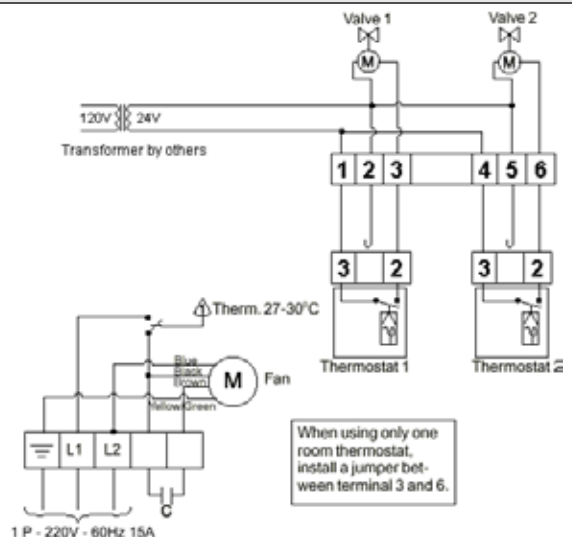 Valve 1
Valve 2
M
M
120V
24V
Transformer by others
1 2 3 4 5 6
3 2 3 2
Thermostat 1
Thermostat 2
Therm. 27-30°C
Blue
Black
Brown
Yellow/Green
M
Fan
L1 L2
C
1 P - 220V - 60Hz 15A
When using only one
room thermostat,
install a jumper bet-
ween terminal 3 and 6.